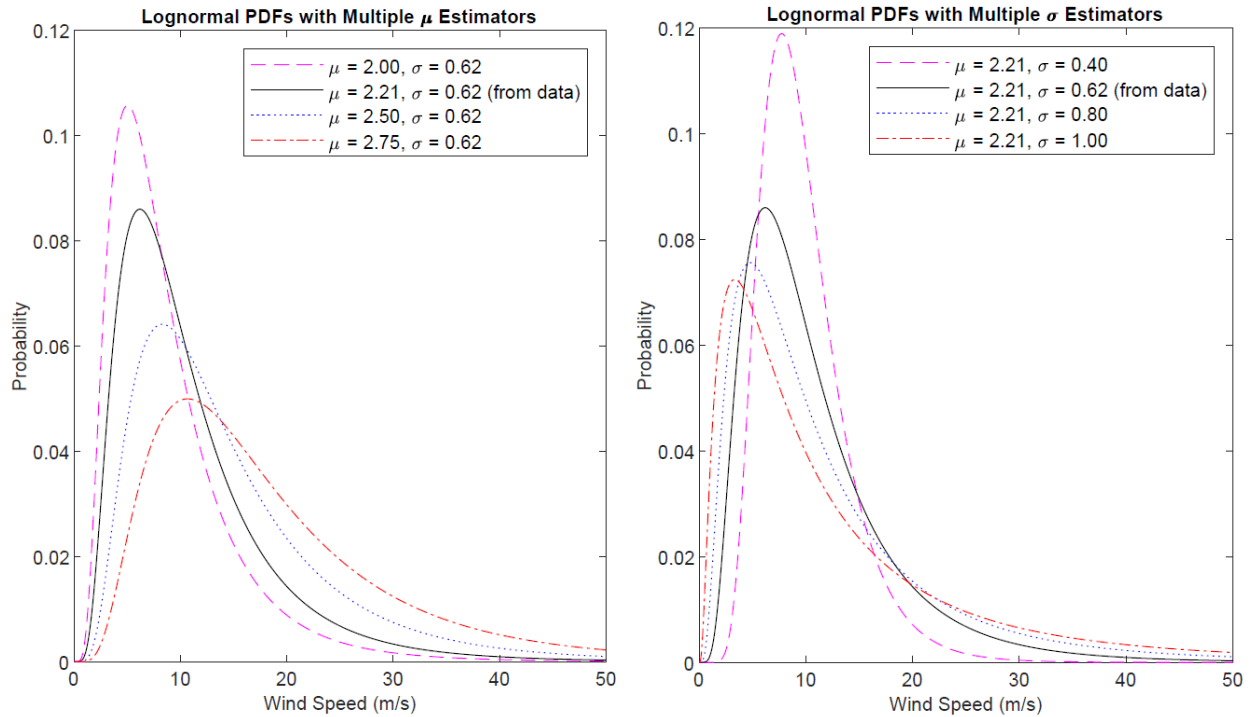 Lognormal PDFs with Multiple μ Estimators
0.12
0.1
0.08
0.06
0.04
0.02
0
Probability
μ = 2.00, σ = 0.62
μ = 2.21, σ = 0.62 (from data)
μ = 2.50, σ = 0.62
μ = 2.75, σ = 0.62
0 10 20 30 40 50
Wind Speed (m/s)
Lognormal PDFs with Multiple σ Estimators
0.12
0.1
0.08
0.06
0.04
0.02
0
Probability
μ = 2.21, σ = 0.40
μ = 2.21, σ = 0.62 (from data)
μ = 2.21, σ = 0.80
μ = 2.21, σ = 1.00
0 10 20 30 40 50
Wind Speed (m/s)